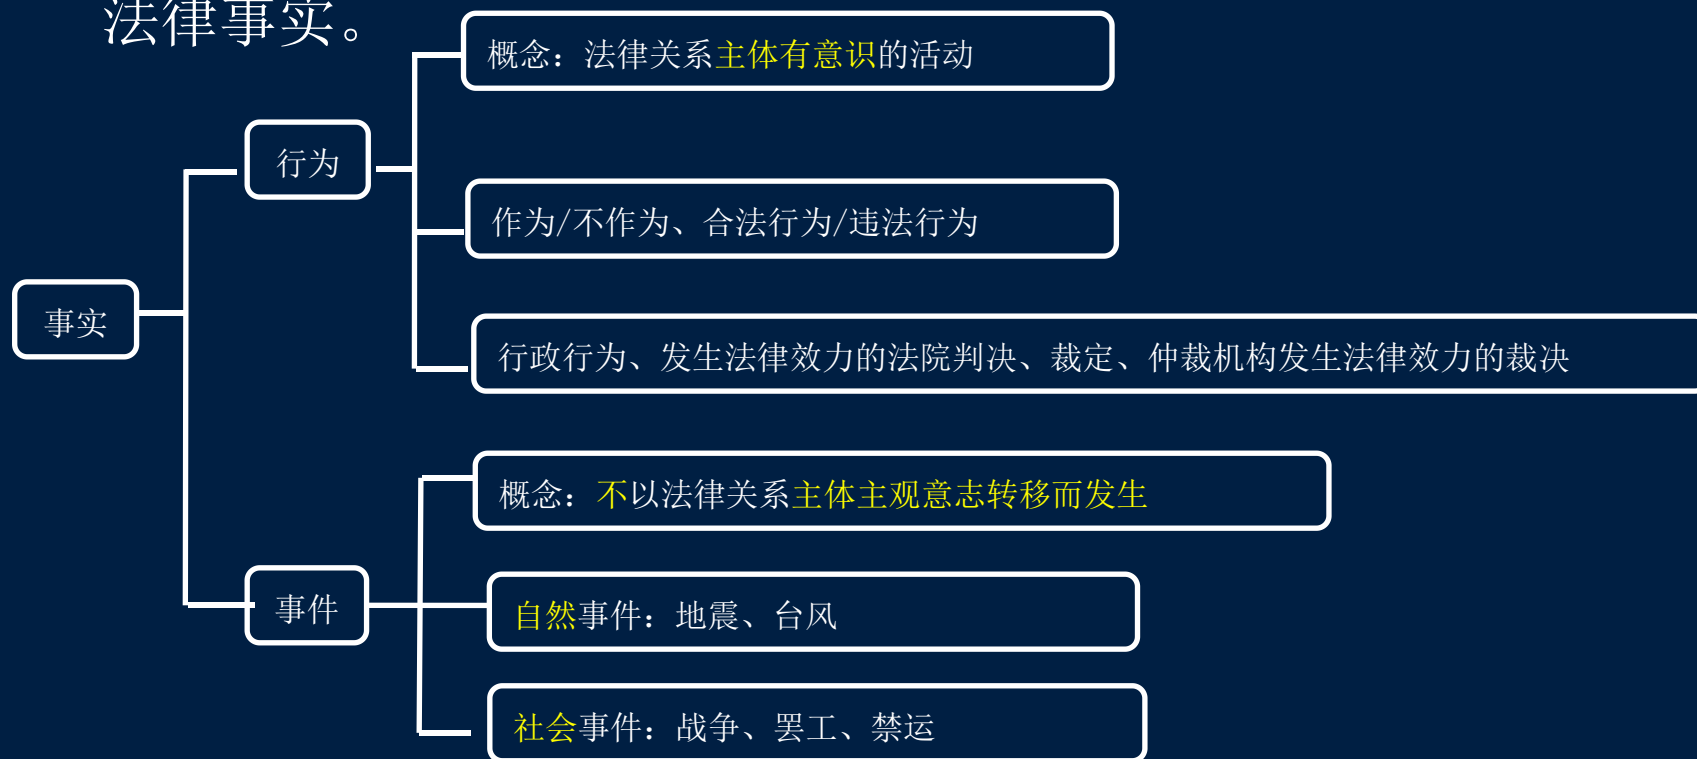 法律事实。
概念：法律关系主体有意识的活动
行为
作为/不作为、合法行为/违法行为
事实
行政行为、发生法律效力的法院判决、裁定、仲裁机构发生法律效力的裁决
概念：不以法律关系主体主观意志转移而发生
事件
自然事件：地震、台风
社会事件：战争、罢工、禁运